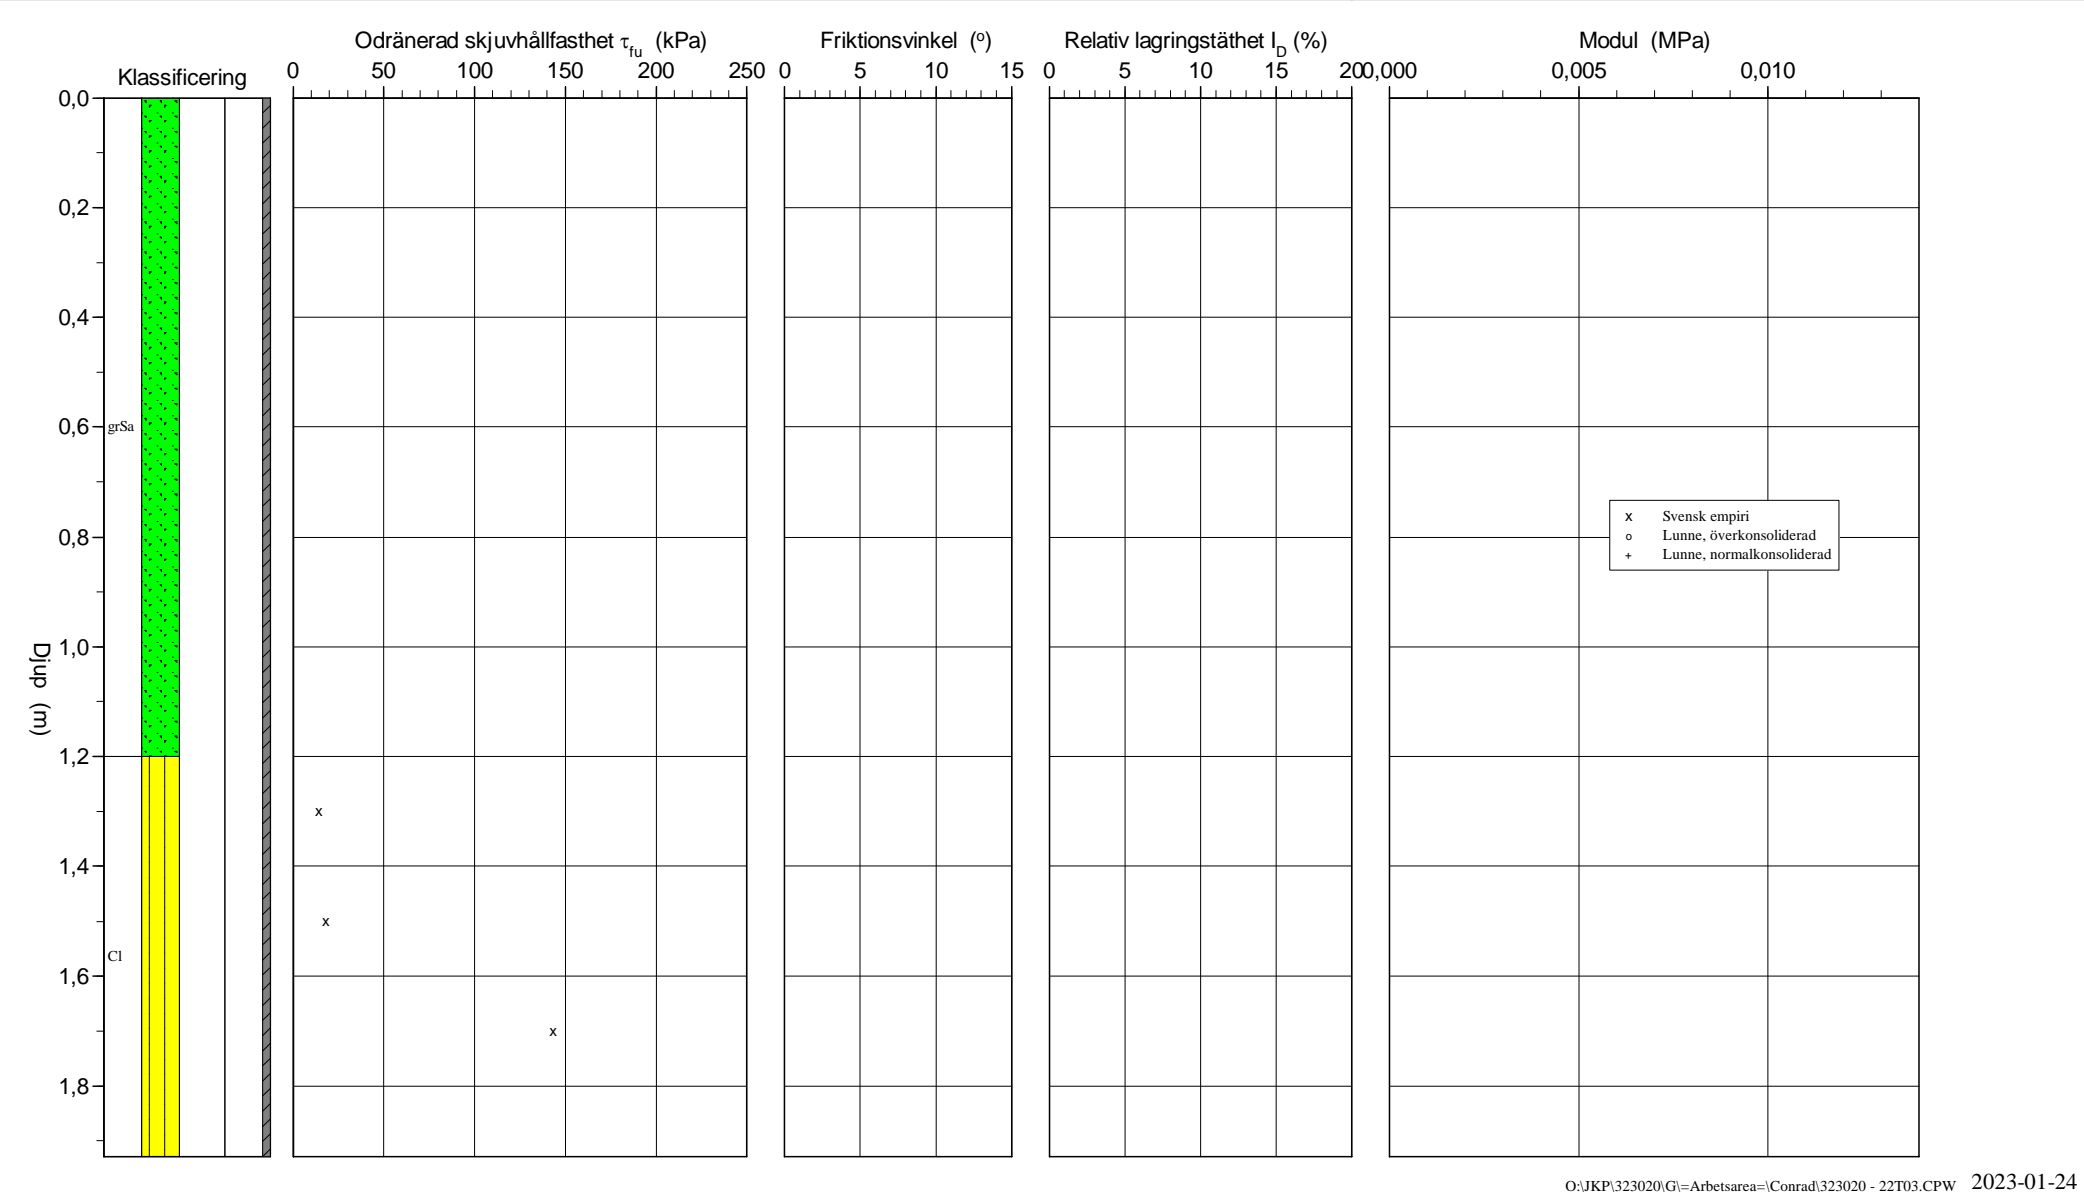 Odränerad skjuvhållfasthet τfu (kPa) Friktionsvinkel (o) Relativ lagringstäthet ID (%) Modul (MPa)
Klassificering 0 50 100 150 200 250 0 5 10 15 0 5 10 15 20 0,000 0,005 0,010
0,0
0,2
0,4
0,6 grSa
x Svensk empiri
0,8 o Lunne, överkonsoliderad
+ Lunne, normalkonsoliderad
1,0
Djup (m)
1,2
x
1,4
x
Cl
1,6
x
1,8
O:\JKP\323020\G\=Arbetsarea=\Conrad\323020 - 22T03.CPW 2023-01-24